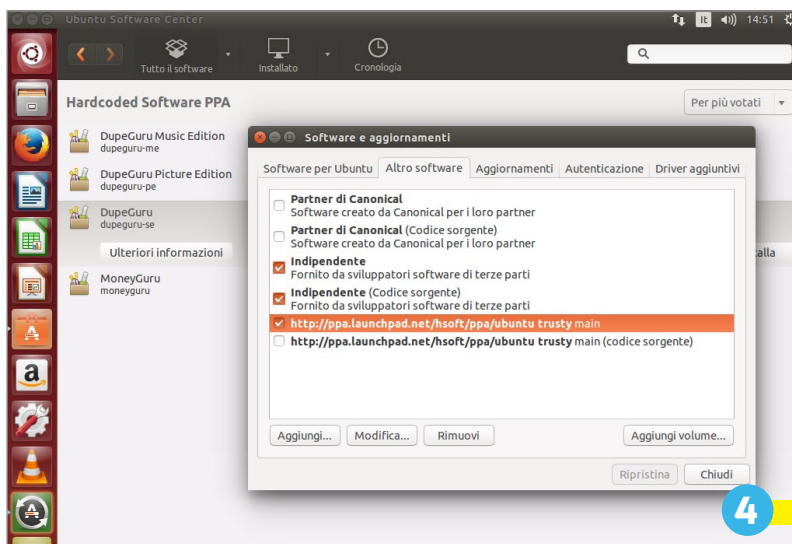 Ubuntu Software Center
It
14:51
Tutto il software
Installato
Cronologia
Hardcoded Software PPA
Per più votati
DupeGuru Music Edition
dupeguru-me
DupeGuru Picture Edition
dupeguru-pe
DupeGuru
dupeguru-se
Ulteriori informazioni
alla
MoneyGuru
moneyguru
Software e aggiornamenti
Software per Ubuntu Altro software Aggiornamenti Autenticazione Driver aggiuntivi
Partner di Canonical
Software creato da Canonical per i loro partner
Partner di Canonical (Codice sorgente)
Software creato da Canonical per i loro partner
Indipendente
Fornito da sviluppatori software di terze parti
Indipendente (Codice sorgente)
Fornito da sviluppatori software di terze parti
http://ppa.launchpad.net/hsoft/ppa/ubuntu trusty main
http://ppa.launchpad.net/hsoft/ppa/ubuntu trusty main (codice sorgente)
Aggiungi... Modifica... Rimuovi Aggiungi volume...
Ripristina Chiudi
4